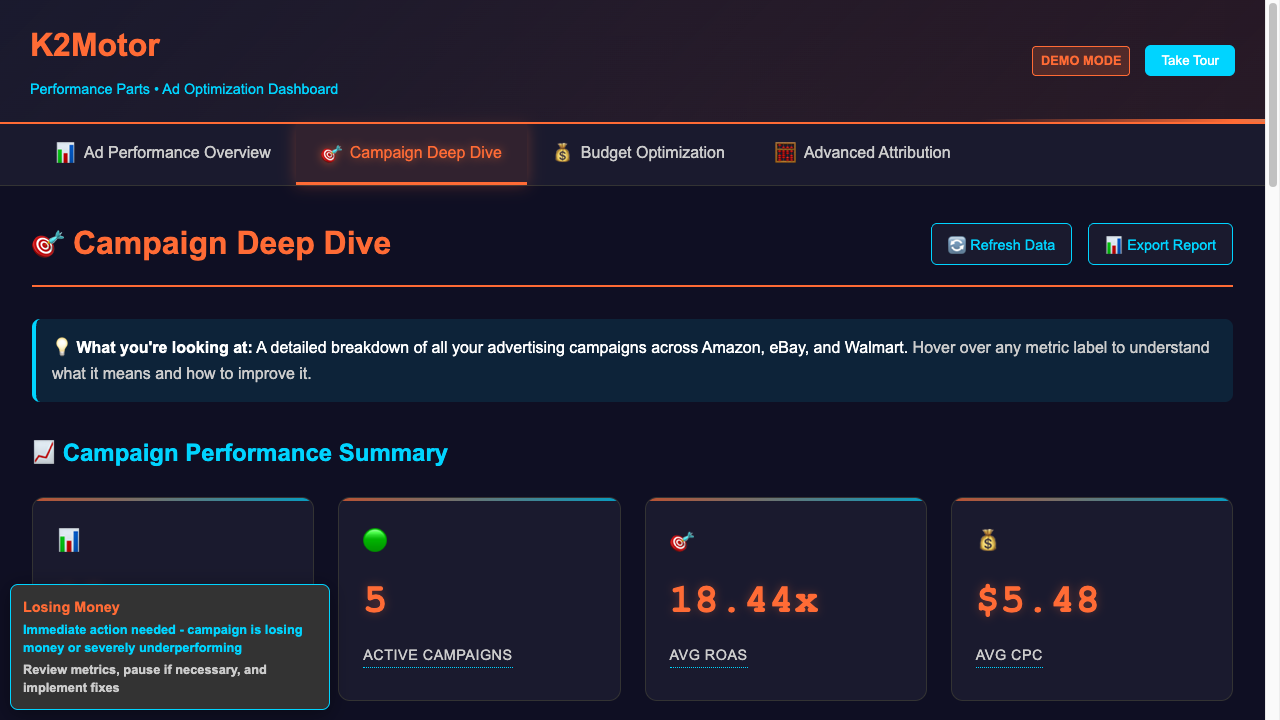 K2Motor
Performance Parts • Ad Optimization Dashboard
DEMO MODE
Take Tour
Ad Performance Overview
Campaign Deep Dive
Budget Optimization
Advanced Attribution
Campaign Deep Dive
Refresh Data
Export Report
What you're looking at: A detailed breakdown of all your advertising campaigns across Amazon, eBay, and Walmart. Hover over any metric label to understand
what it means and how to improve it.
Campaign Performance Summary
5
ACTIVE CAMPAIGNS
18.44x
AVG ROAS
$5.48
AVG CPC
Losing Money
Immediate action needed - campaign is losing
money or severely underperforming
Review metrics, pause if necessary, and
implement fixes